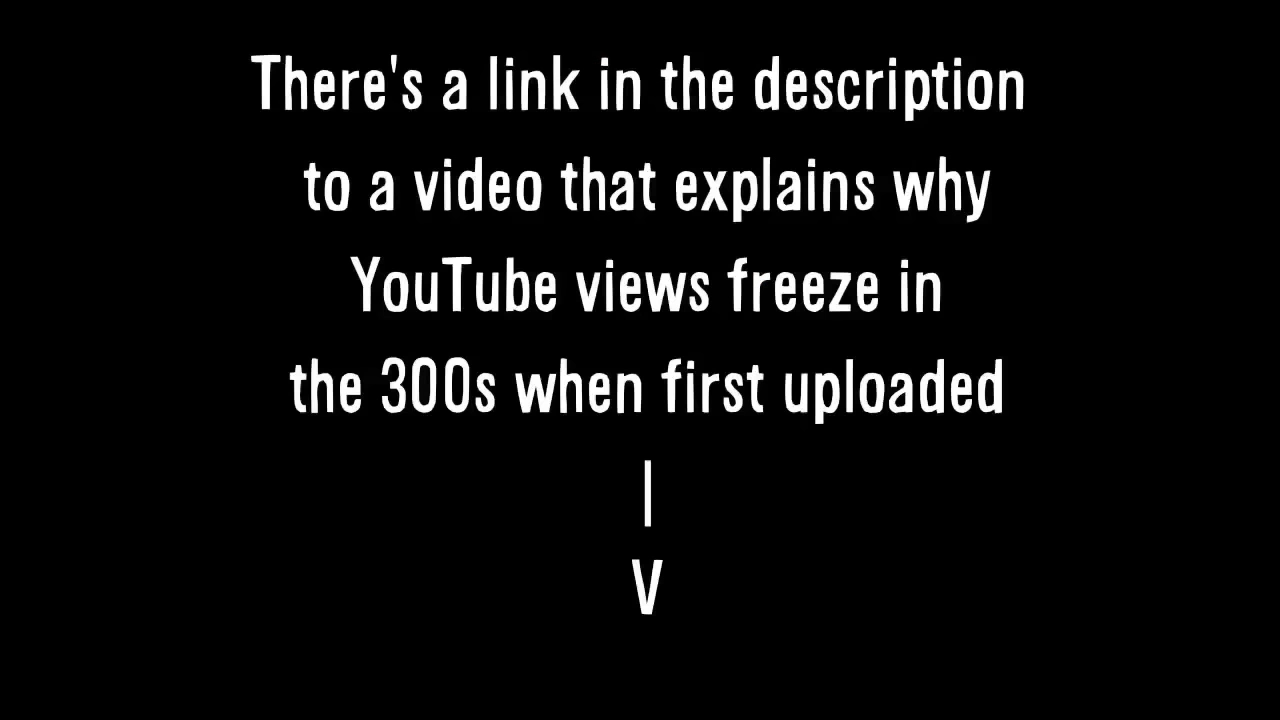 There's a link in the description
to a video that explains why
YouTube views freeze in
the 300s when first uploaded
|
V